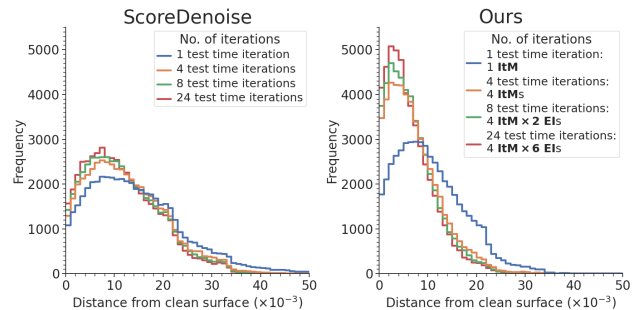 ScoreDenoise
Frequency
5000
4000
3000
2000
1000
0
No. of iterations
1 test time iteration
4 test time iterations
8 test time iterations
24 test time iterations
0 10 20 30 40 50
Distance from clean surface (×10⁻³)
Ours
Frequency
5000
4000
3000
2000
1000
0
No. of iterations
1 test time iteration:
1 ItM
4 test time iterations:
4 ItMs
8 test time iterations:
4 ItM × 2 EIs
24 test time iterations:
4 ItM × 6 EIs
0 10 20 30 40 50
Distance from clean surface (×10⁻³)